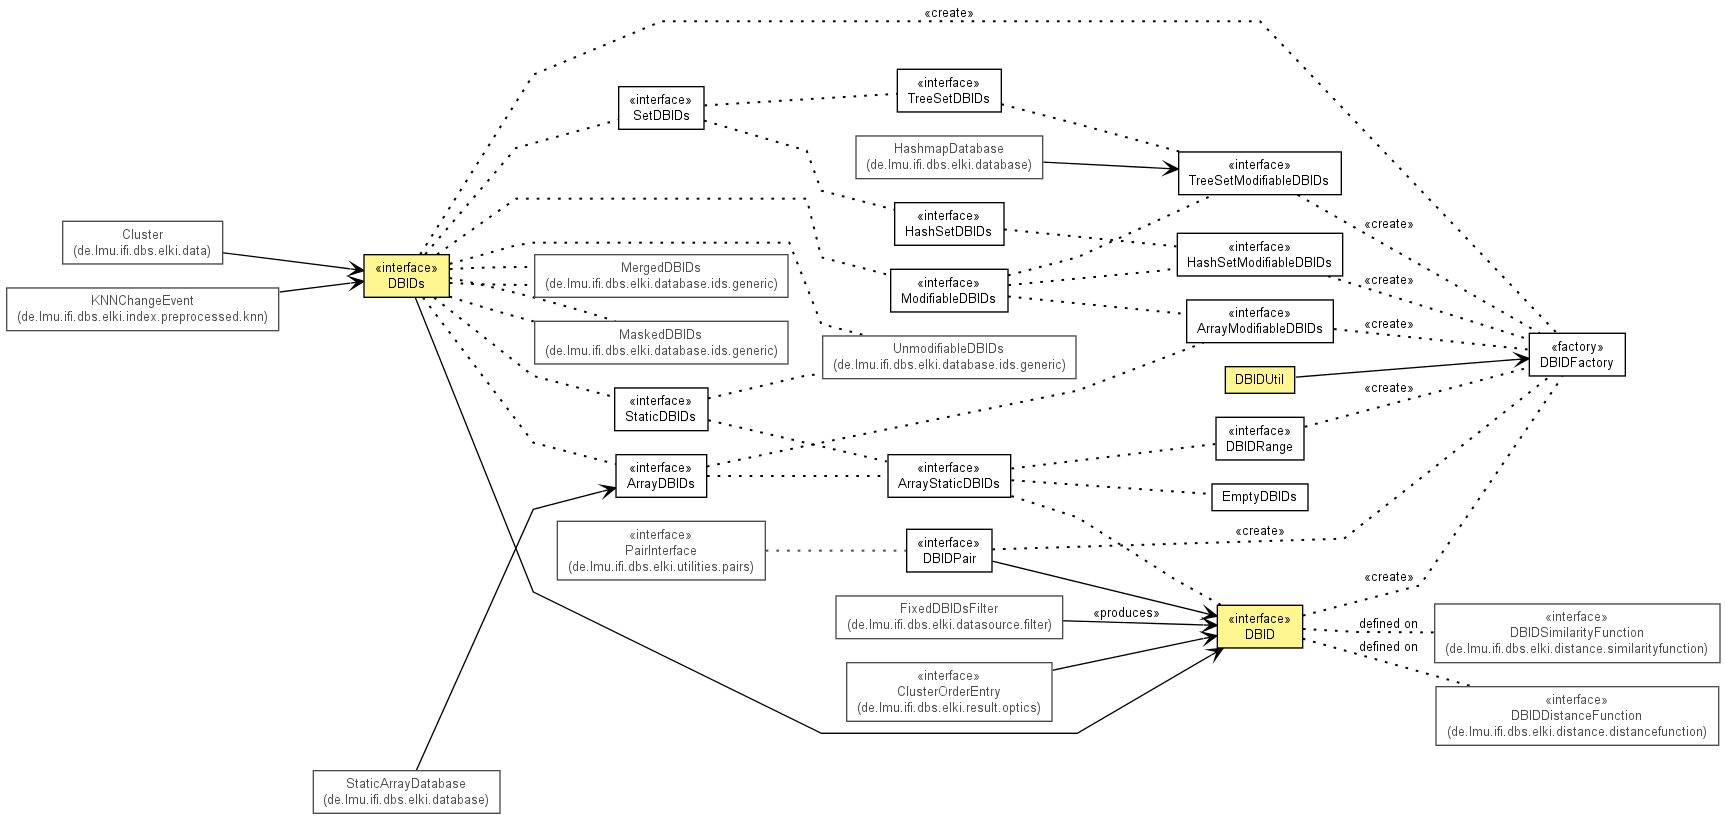 «create»
«interface»
SetDBIDs
«interface»
TreeSetDBIDs
HashmapDatabase
(de.lmu.ifi.dbs.elki.database)
«interface»
TreeSetModifiableDBIDs
Cluster
(de.lmu.ifi.dbs.elki.data)
«interface»
HashSetDBIDs
«create»
«interface»
HashSetModifiableDBIDs
«interface»
DBIDs
MergedDBIDs
(de.lmu.ifi.dbs.elki.database.ids.generic)
«interface»
ModifiableDBIDs
«create»
KNNChangeEvent
(de.lmu.ifi.dbs.elki.index.preprocessed.knn)
MaskedDBIDs
(de.lmu.ifi.dbs.elki.database.ids.generic)
«interface»
ArrayModifiableDBIDs
«create»
UnmodifiableDBIDs
(de.lmu.ifi.dbs.elki.database.ids.generic)
«factory»
DBIDFactory
DBIDUtil
«create»
«interface»
StaticDBIDs
«interface»
DBIDRange
«interface»
ArrayDBIDs
«interface»
ArrayStaticDBIDs
EmptyDBIDs
«interface»
PairInterface
(de.lmu.ifi.dbs.elki.utilities.pairs)
«interface»
DBIDPair
«create»
«create»
FixedDBIDsFilter
(de.lmu.ifi.dbs.elki.datasource.filter)
«produces»
«interface»
DBID
defined on
defined on
«interface»
DBIDSimilarityFunction
(de.lmu.ifi.dbs.elki.distance.similarityfunction)
«interface»
ClusterOrderEntry
(de.lmu.ifi.dbs.elki.result.optics)
«interface»
DBIDDistanceFunction
(de.lmu.ifi.dbs.elki.distance.distancefunction)
StaticArrayDatabase
(de.lmu.ifi.dbs.elki.database)